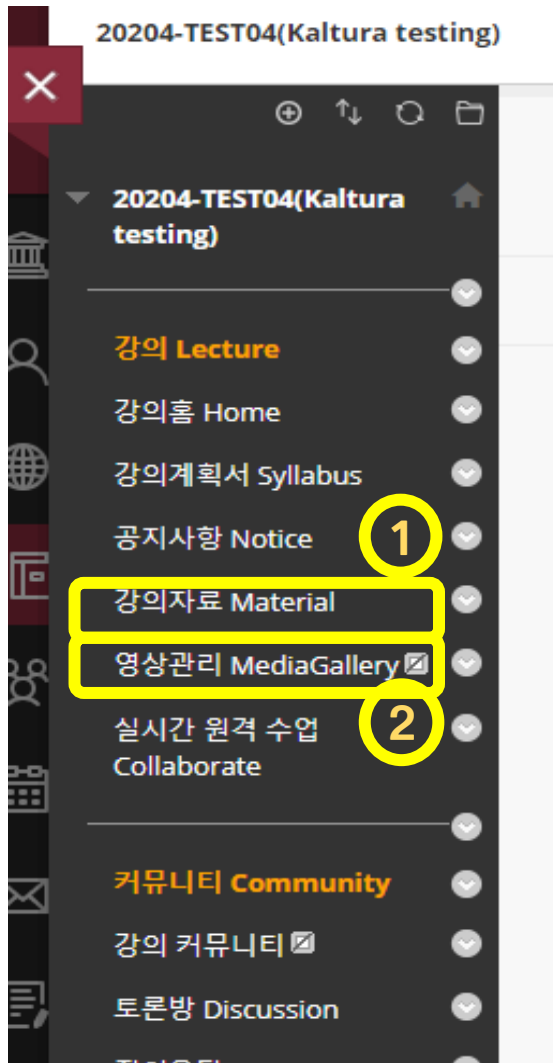 20204-TEST04(Kaltura testing)
20204-TEST04(Kaltura
testing)
강의 Lecture
강의홈 Home
강의계획서 Syllabus
공지사항 Notice
1
강의자료 Material
영상관리 MediaGallery
실시간 원격 수업
2
Collaborate
커뮤니티 Community
강의 커뮤니티
토론방 Discussion